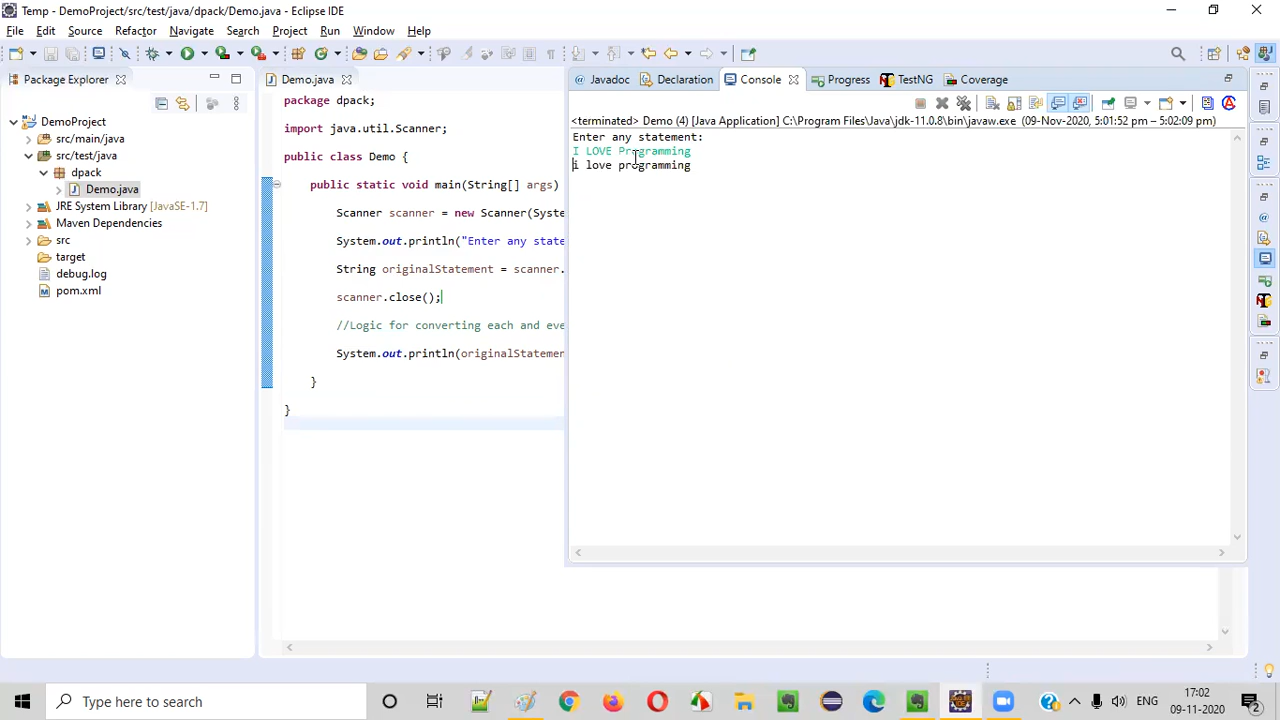 Temp - DemoProject/src/test/java/dpack/Demo.java - Eclipse IDE
File Edit Source Refactor Navigate Search Project Run Window Help
Package Explorer
Demo.java
Javadoc Declaration Console Progress TestNG Coverage
<terminated> Demo (4) [Java Application] C:\Program Files\Java\jdk-11.0.8\bin\javaw.exe (09-Nov-2020, 5:01:52 pm – 5:02:09 pm)
DemoProject
src/main/java
src/test/java
dpack
Demo.java
JRE System Library [JavaSE-1.7]
Maven Dependencies
src
target
debug.log
pom.xml
package dpack;
import java.util.Scanner;
public class Demo {
public static void main(String[] args)
Scanner scanner = new Scanner(Syste
System.out.println("Enter any state
String originalStatement = scanner.
scanner.close();
//Logic for converting each and eve
System.out.println(originalStatemen
}
}
Enter any statement:
I LOVE Programming
i love programming
Type here to search
ENG
17:02
09-11-2020
2